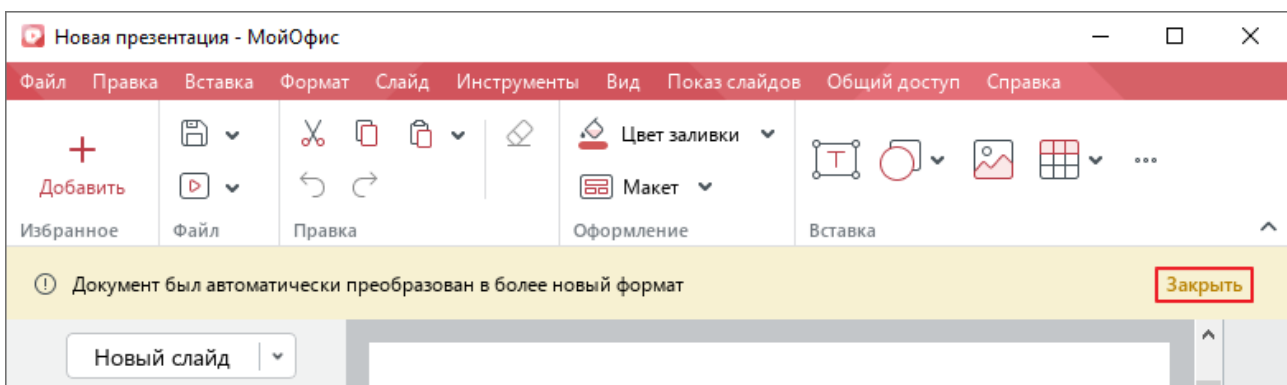 Новая презентация - МойОфис
Файл Правка Вставка Формат Слайд Инструменты Вид Показ слайдов Общий доступ Справка
Цвет заливки
T
Добавить
Макет
Избранное Файл Правка Оформление Вставка
Документ был автоматически преобразован в более новый формат Закрыть
Новый слайд